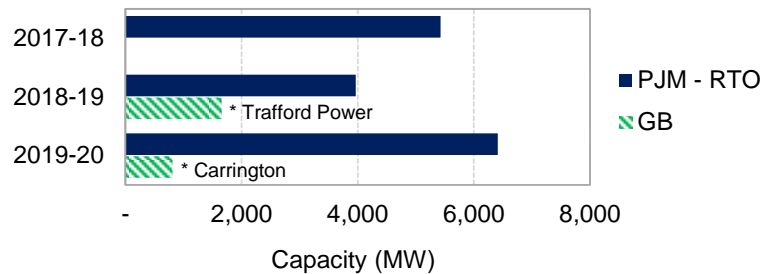 2017-18
2018-19
* Trafford Power
2019-20
* Carrington
- 2,000 4,000 6,000 8,000
Capacity (MW)
PJM - RTO
GB